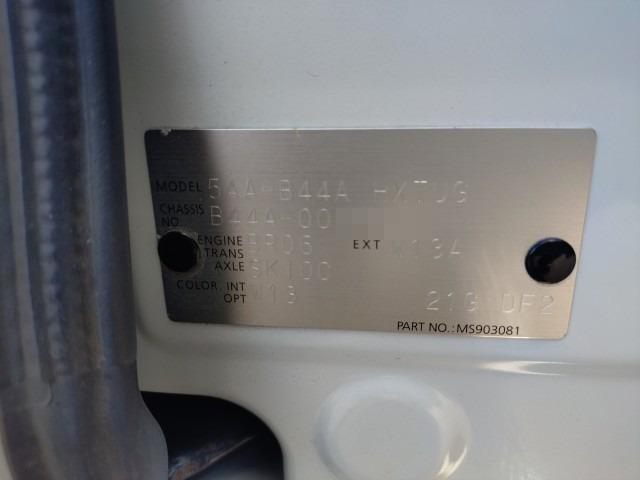 MODEL 5AA-B44A HXTUG
CHASSIS NO. B44A-00
ENGINE BR06 EXT W13A
TRANS AXLE SK10C
COLOR, INT W13
OPT 21G DF2
PART NO.:MS903081